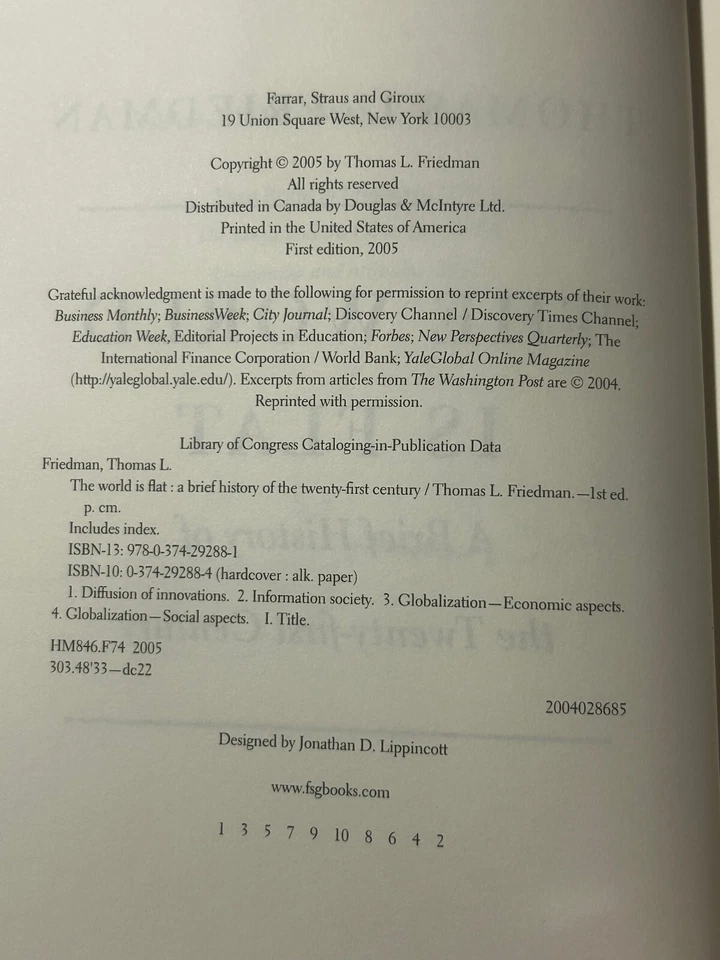 Farrar, Straus and Giroux
19 Union Square West, New York 10003
Copyright © 2005 by Thomas L. Friedman
All rights reserved
Distributed in Canada by Douglas & McIntyre Ltd.
Printed in the United States of America
First edition, 2005
Grateful acknowledgment is made to the following for permission to reprint excerpts of their work:
Business Monthly; BusinessWeek; City Journal; Discovery Channel / Discovery Times Channel;
Education Week, Editorial Projects in Education; Forbes; New Perspectives Quarterly; The
International Finance Corporation / World Bank; YaleGlobal Online Magazine
(http://yaleglobal.yale.edu/). Excerpts from articles from The Washington Post are © 2004.
Reprinted with permission.
Library of Congress Cataloging-in-Publication Data
Friedman, Thomas L.
The world is flat : a brief history of the twenty-first century / Thomas L. Friedman.—1st ed.
p. cm.
Includes index.
ISBN-13: 978-0-374-29288-1
ISBN-10: 0-374-29288-4 (hardcover : alk. paper)
1. Diffusion of innovations. 2. Information society. 3. Globalization—Economic aspects.
4. Globalization—Social aspects. I. Title.
HM846.F74 2005
303.48'33—dc22
2004028685
Designed by Jonathan D. Lippincott
www.fsgbooks.com
1 3 5 7 9 10 8 6 4 2